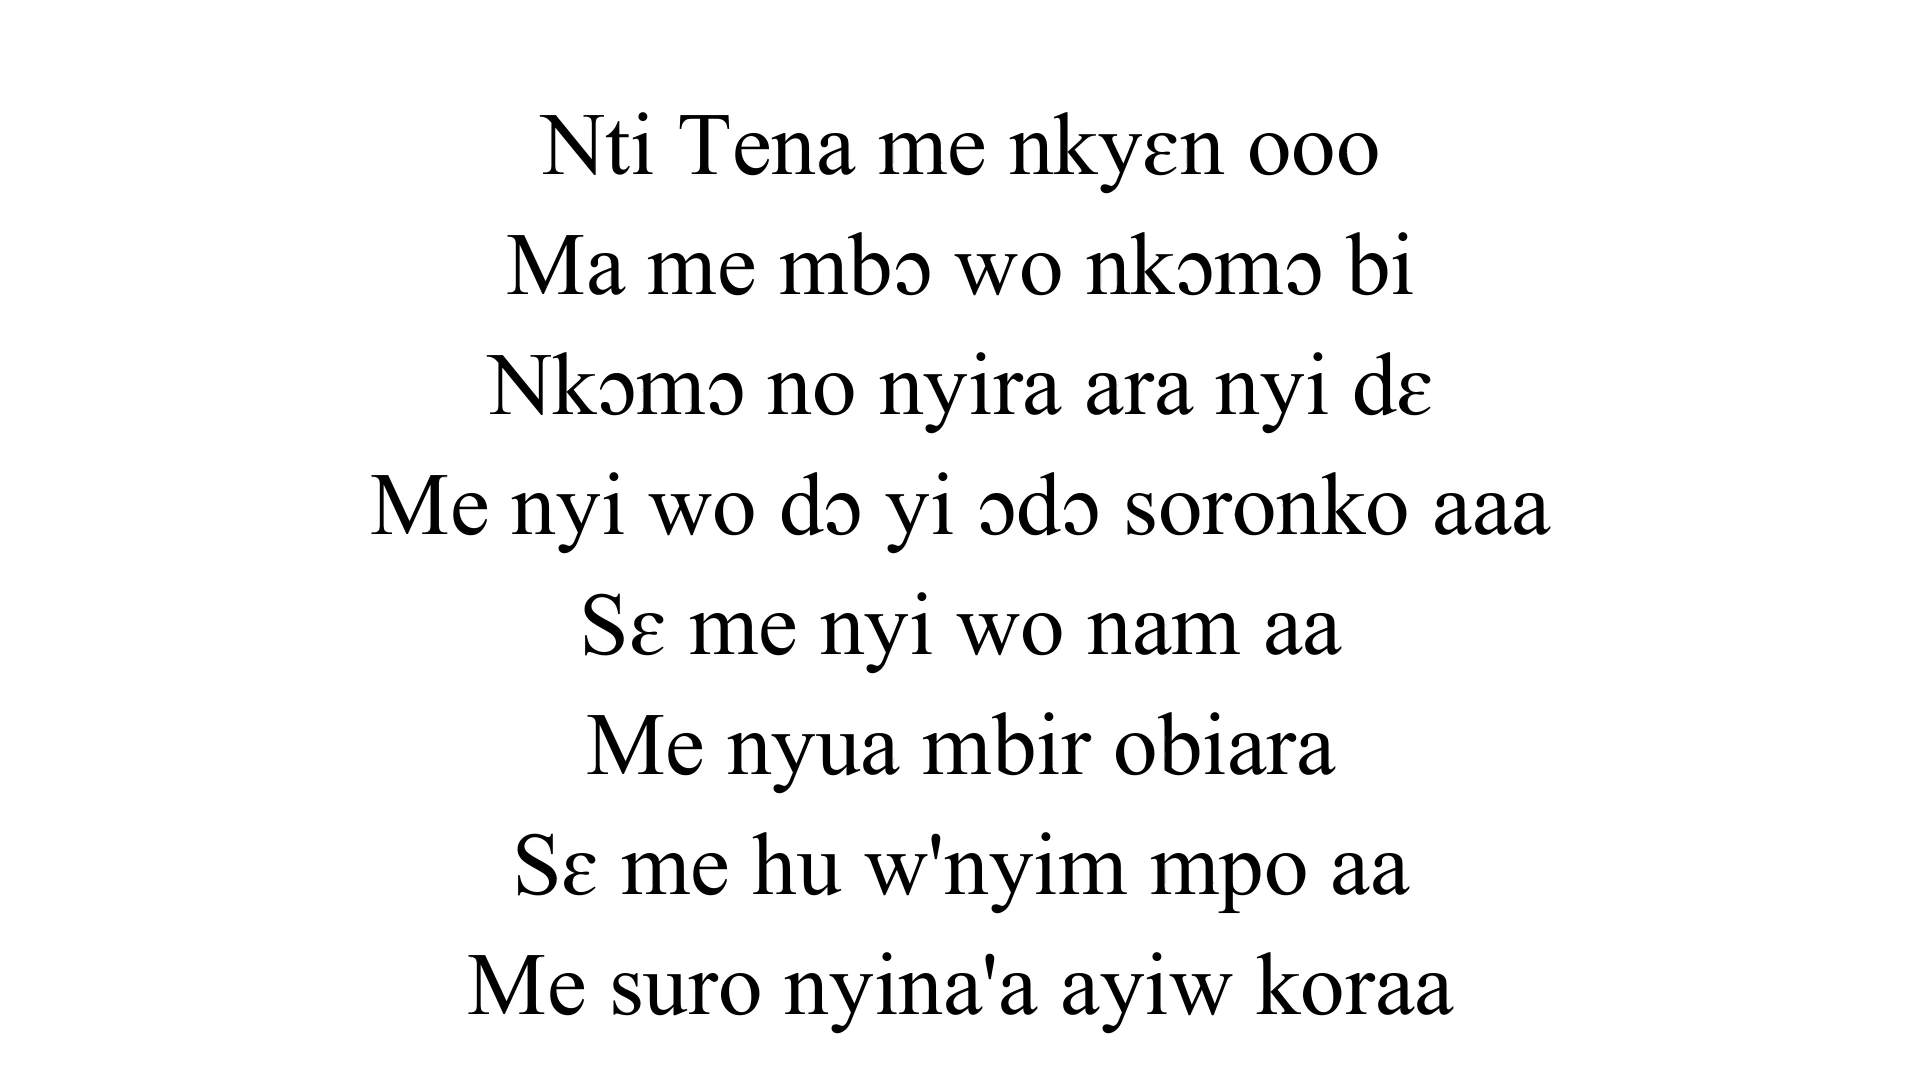 Nti Tena me nkyɛn ooo
Ma me mbɔ wo nkɔmɔ bi
Nkɔmɔ no nyira ara nyi dɛ
Me nyi wo dɔ yi ɔdɔ soronko aaa
Sɛ me nyi wo nam aa
Me nyua mbir obiara
Sɛ me hu w'nyim mpo aa
Me suro nyina'a ayiw koraa